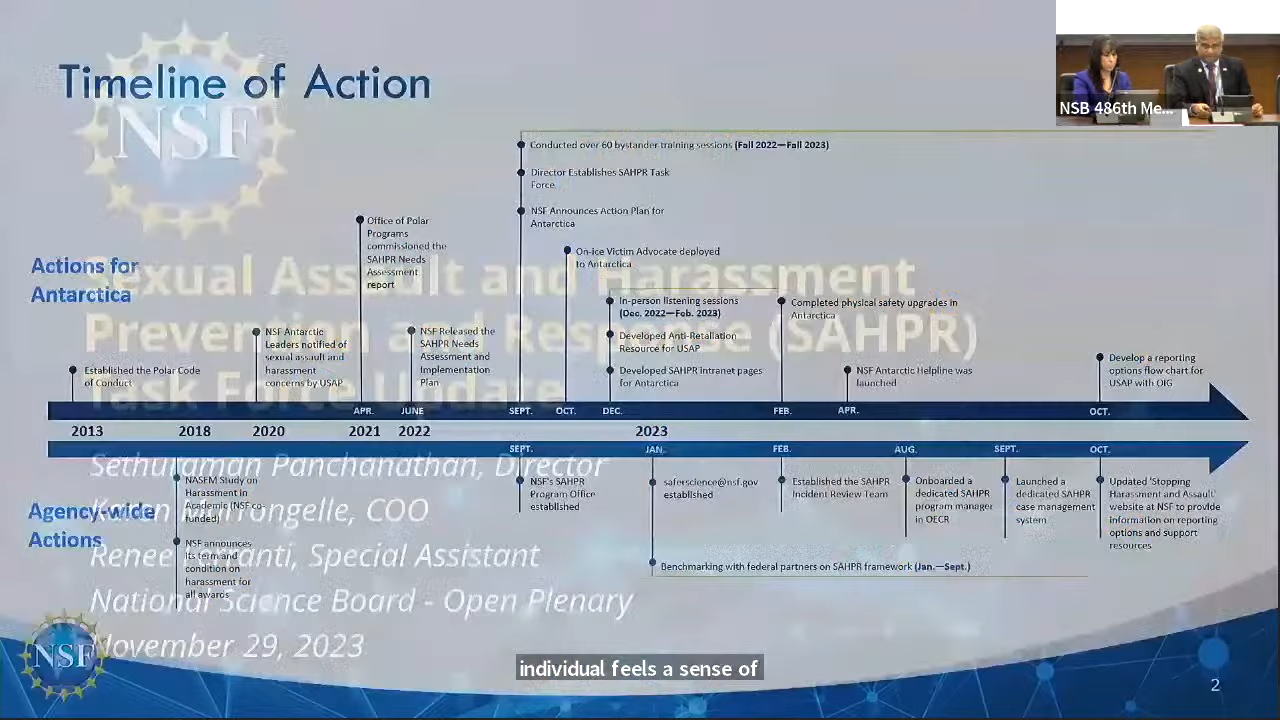 Timeline of Action
NSF
NSB 486th Me...
Conducted over 60 bystander training sessions (Fall 2022—Fall 2023)
Director Establishes SAHPR Task
Force
NSF Announces Action Plan for
Antarctica
Office of Polar
Programs
commissioned the
SAHPR Needs
Assessment
report
On-ice Victim Advocate deployed
to Antarctica
Actions for
Antarctica
Sexual Assault and Harassment
Prevention and Response (SAHPR)
Task Force Update
In-person listening sessions
(Dec. 2022—Feb. 2023)
Developed Anti-Retaliation
Resource for USAP
Developed SAHPR intranet pages
for Antarctica
Completed physical safety upgrades in
Antarctica
NSF Antarctic
Leaders notified of
sexual assault and
harassment
concerns by USAP
NSF Released the
SAHPR Needs
Assessment and
Implementation
Plan
Established the Polar Code
of Conduct
NSF Antarctic Helpline was
launched
Develop a reporting
options flow chart for
USAP with OIG
APR. JUNE SEPT. OCT. DEC. FEB. APR. OCT.
2013 2018 2020 2021 2022 2023
SEPT. JAN. FEB. AUG. SEPT. OCT.
Sethuraman Panchanathan, Director
Karen Marrongelle, COO
Renee Ferranti, Special Assistant
National Science Board - Open Plenary
November 29, 2023
Agency-wide
Actions
NASEM Study on
Harassment in
Academic (NSF co-
funded)
NSF announces
its term and
condition on
harassment for
all awards
NSF's SAHPR
Program Office
established
saferscience@nsf.gov
established
Established the SAHPR
Incident Review Team
Onboarded a
dedicated SAHPR
program manager
in OECR
Launched a
dedicated SAHPR
case management
system
Updated 'Stopping
Harassment and Assault'
website at NSF to provide
information on reporting
options and support
resources
Benchmarking with federal partners on SAHPR framework (Jan.—Sept.)
NSF
individual feels a sense of
2